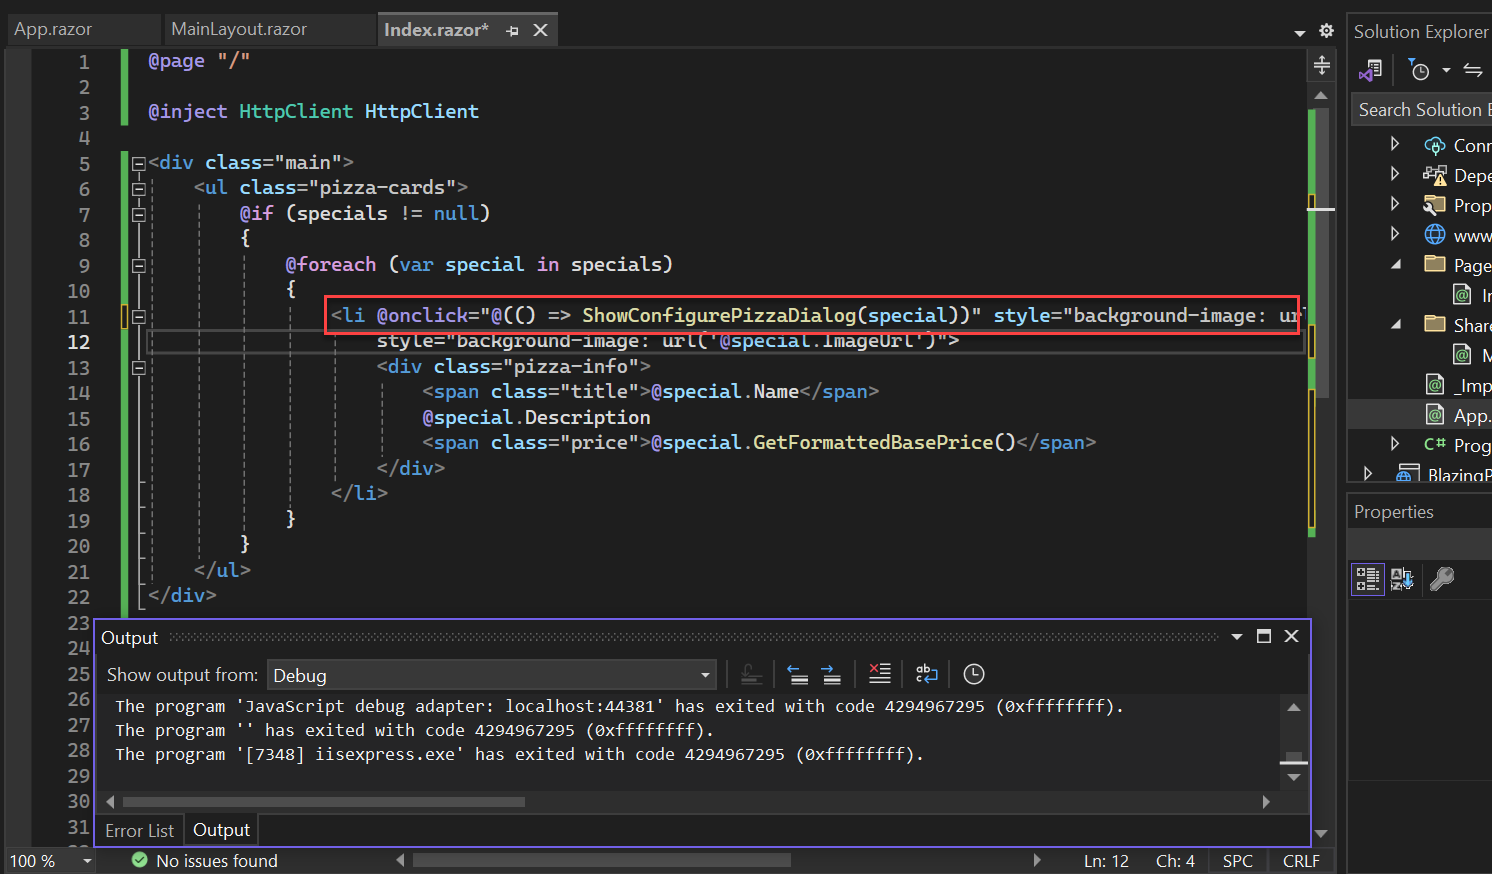 App.razor
MainLayout.razor
Index.razor*
1 @page "/"
2
3 @inject HttpClient HttpClient
4
5 <div class="main">
6 <ul class="pizza-cards">
7 @if (specials != null)
8 {
9 @foreach (var special in specials)
10 {
11 <li @onclick="@(() => ShowConfigurePizzaDialog(special))" style="background-image: ur
12 style="background-image: url('@special.ImageUrl')">
13 <div class="pizza-info">
14 <span class="title">@special.Name</span>
15 @special.Description
16 <span class="price">@special.GetFormattedBasePrice()</span>
17 </div>
18 </li>
19 }
20 }
21 </ul>
22 </div>
23
24
25
26
27
28
29
30
31
Output
Show output from: Debug
The program 'JavaScript debug adapter: localhost:44381' has exited with code 4294967295 (0xffffffff).
The program '' has exited with code 4294967295 (0xffffffff).
The program '[7348] iisexpress.exe' has exited with code 4294967295 (0xffffffff).
Error List
Output
100 %
No issues found
Ln: 12
Ch: 4
SPC
CRLF
Solution Explorer
Search Solution E
Conn
Depe
Prop
www
Page
In
Share
M
_Imp
App.
C# Prog
BlazingP
Properties